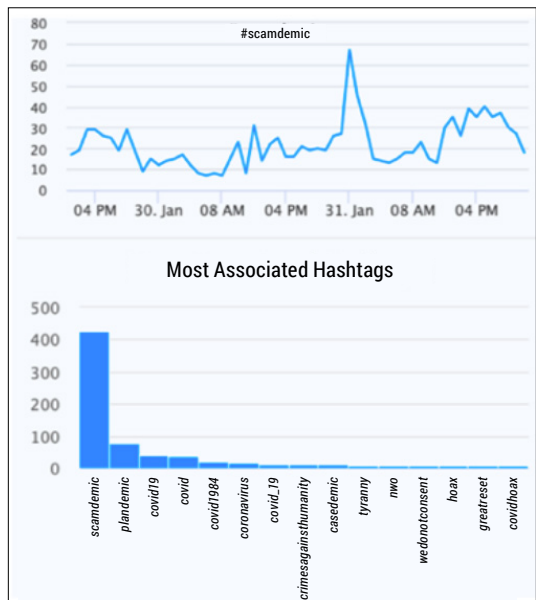 80
#scamdemic
70
60
50
40
30
20
10
0
04 PM 30. Jan 08 AM 04 PM 31. Jan 08 AM 04 PM
Most Associated Hashtags
500
400
300
200
100
0
scamdemic
plandemic
covid19
covid
covid1984
coronavirus
covid_19
crimesagainsthumanity
casedemic
tyranny
nwo
wedonotconsent
hoax
greatreset
covidhoax